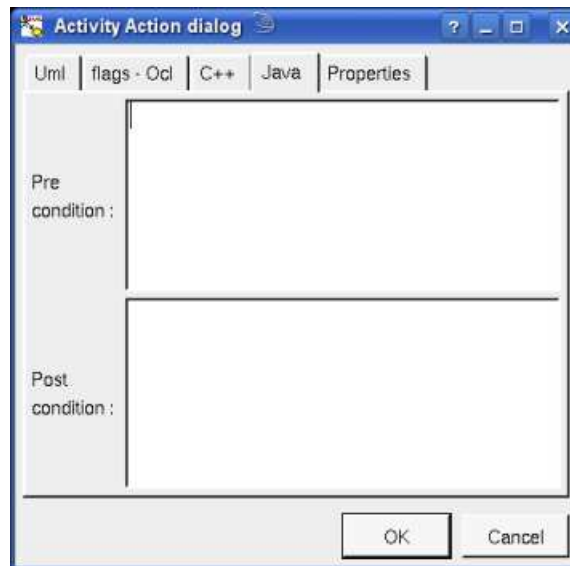 Activity Action dialog
Uml flags - Ocl C++ Java Properties
Pre
condition :
Post
condition :
OK Cancel